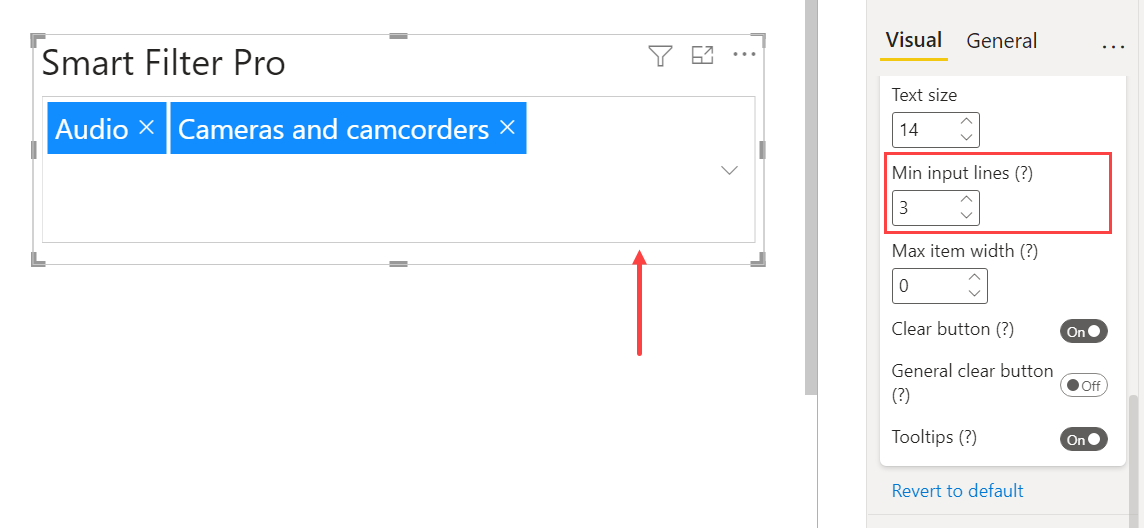 Smart Filter Pro
Audio × Cameras and camcorders ×
Visual General
Text size
14
Min input lines (?)
3
Max item width (?)
0
Clear button (?) On
General clear button
(?) Off
Tooltips (?) On
Revert to default